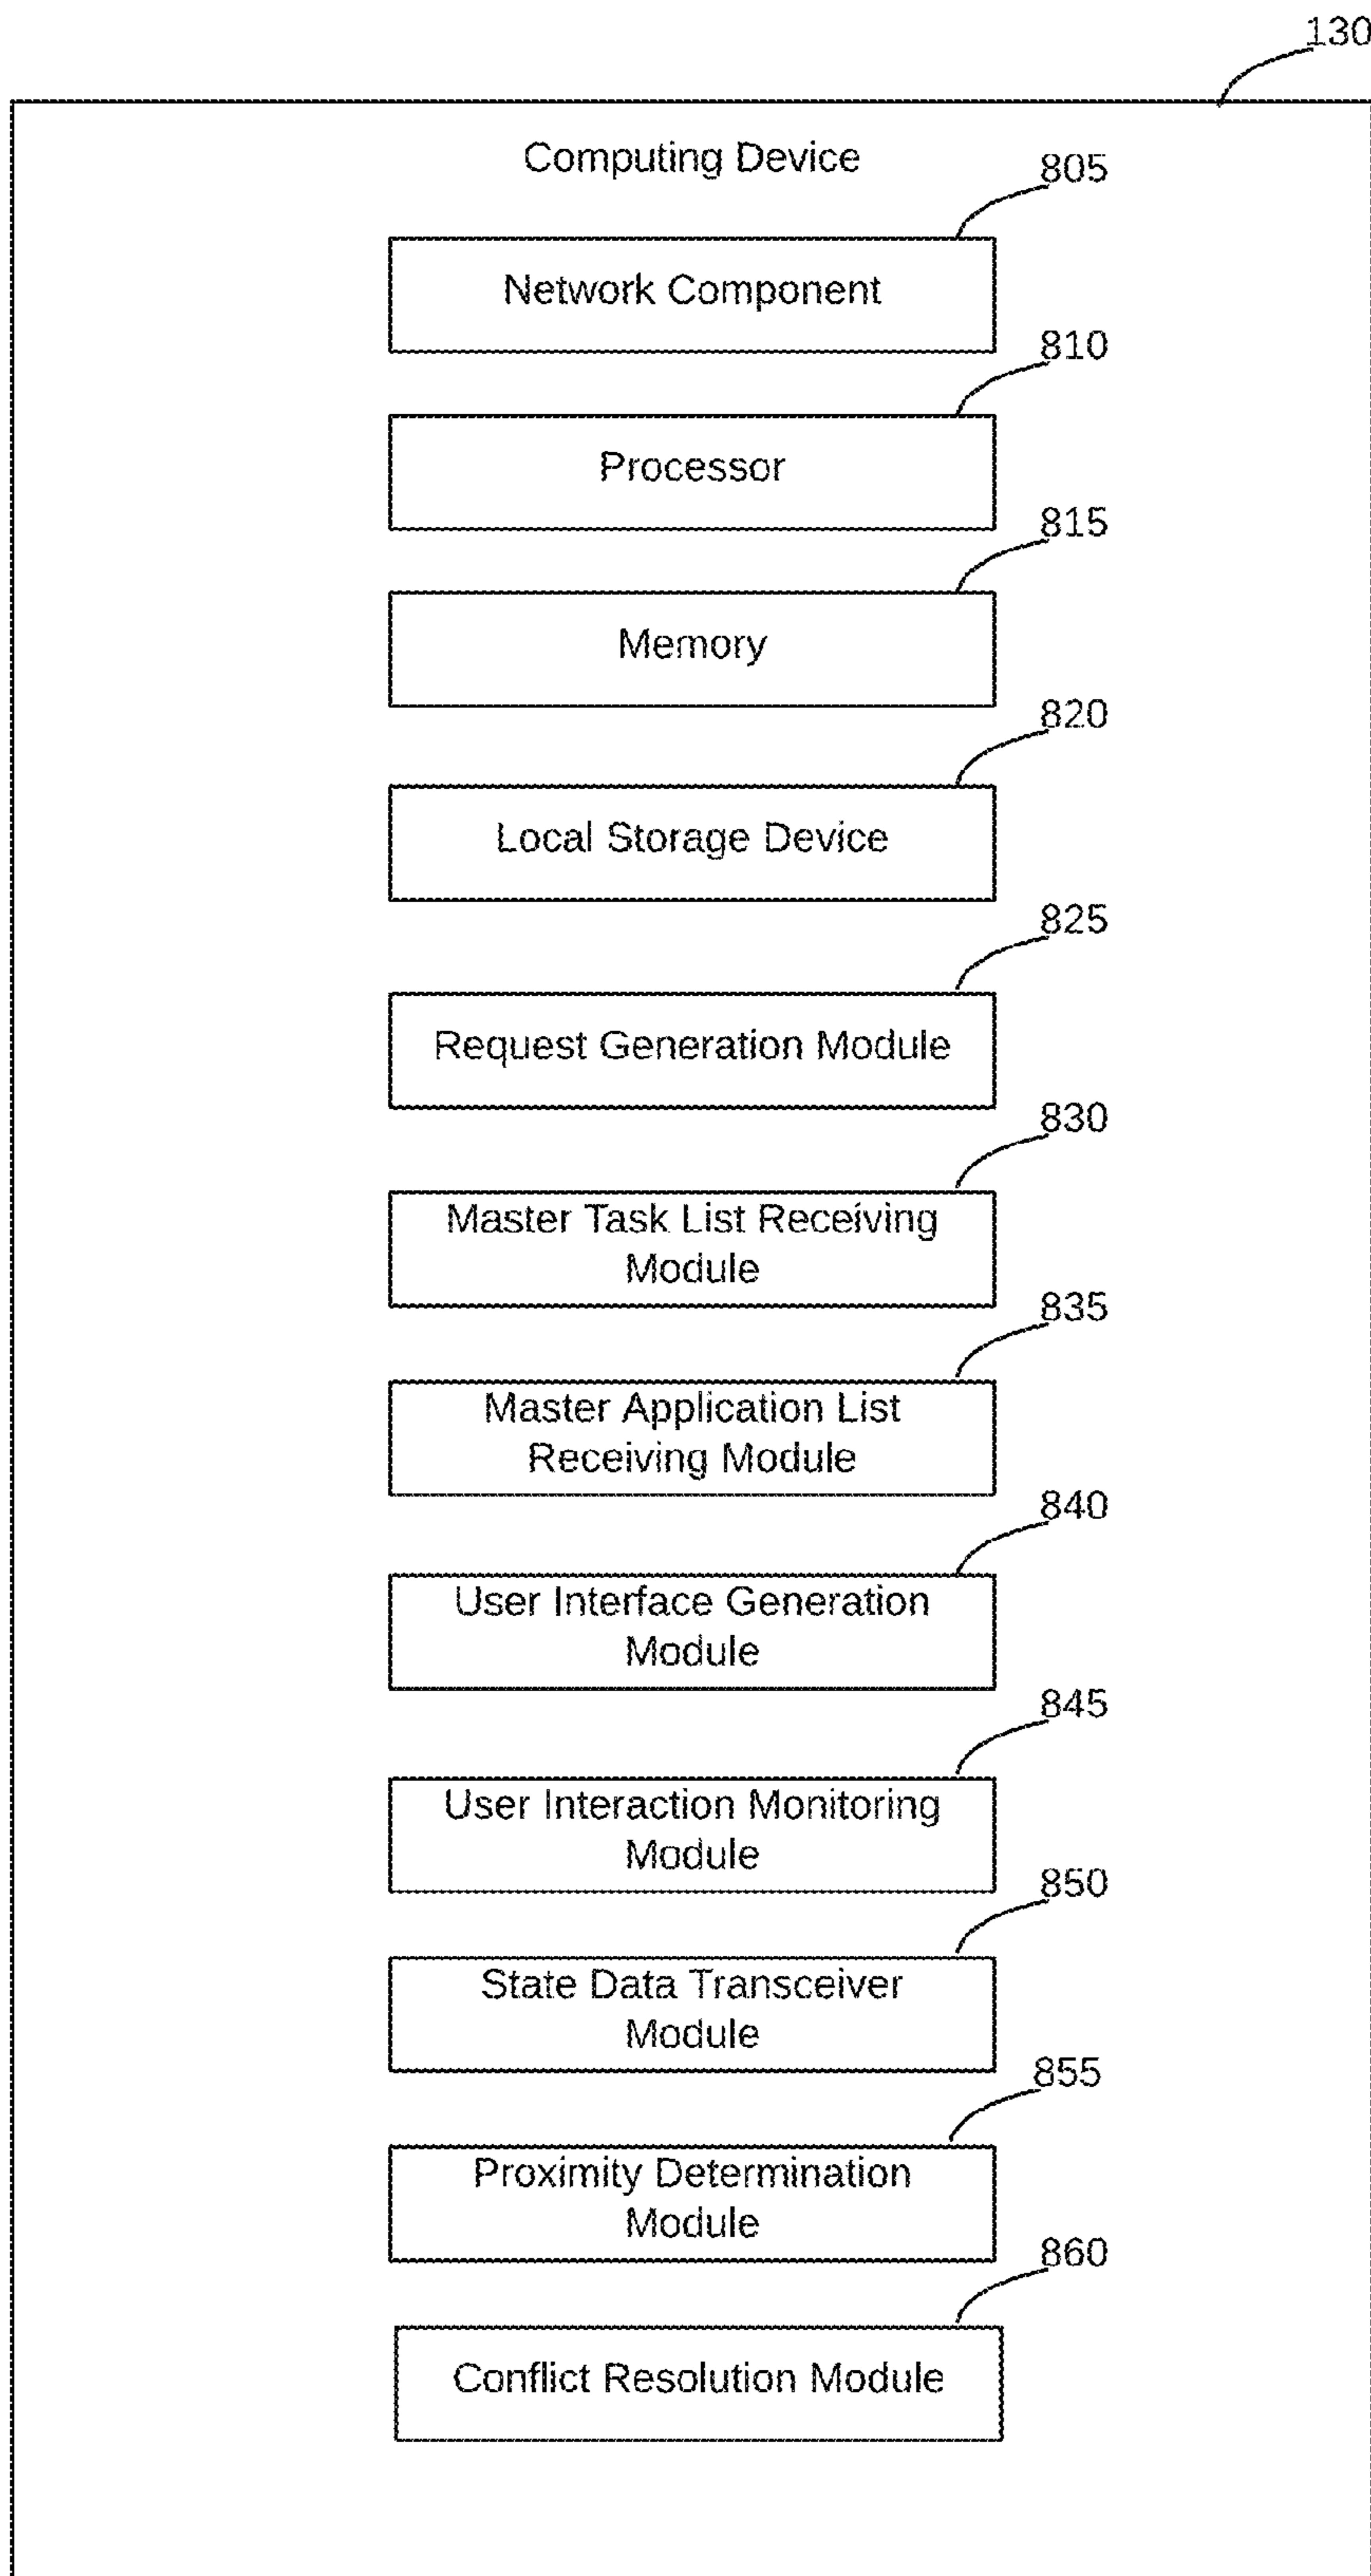 130
Computing Device
805
Network Component
810
Processor
815
Memory
820
Local Storage Device
825
Request Generation Module
830
Master Task List Receiving
Module
835
Master Application List
Receiving Module
840
User Interface Generation
Module
845
User Interaction Monitoring
Module
850
State Data Transceiver
Module
855
Proximity Determination
Module
860
Conflict Resolution Module